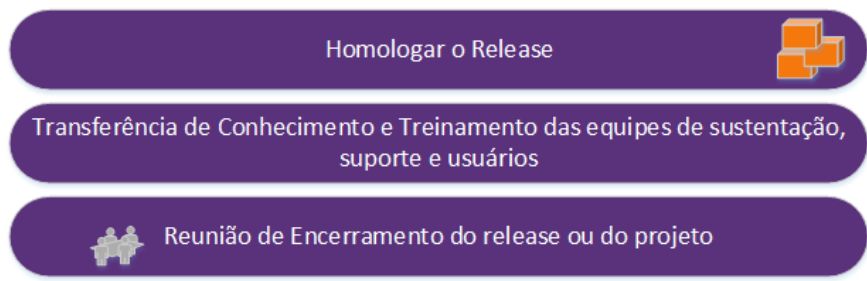 Homologar o Release
Transferência de Conhecimento e Treinamento das equipes de sustentação,
suporte e usuários
Reunião de Encerramento do release ou do projeto